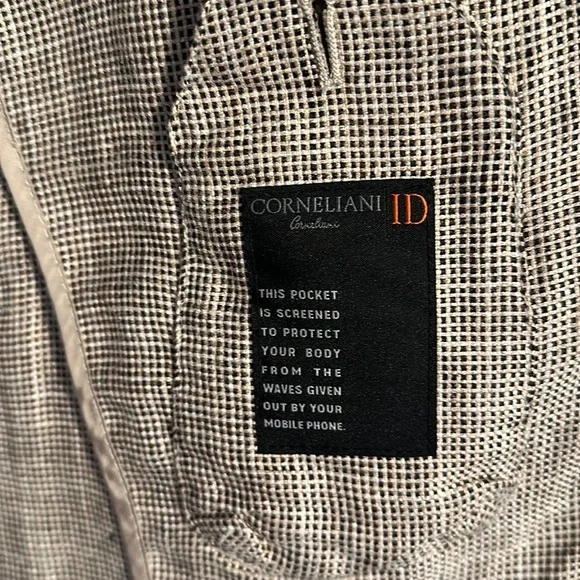 CORNELIANI ID
Corneliani
THIS POCKET
IS SCREENED
TO PROTECT
YOUR BODY
FROM THE
WAVES GIVEN
OUT BY YOUR
MOBILE PHONE.